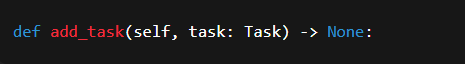 def add_task(self, task: Task) -> None: